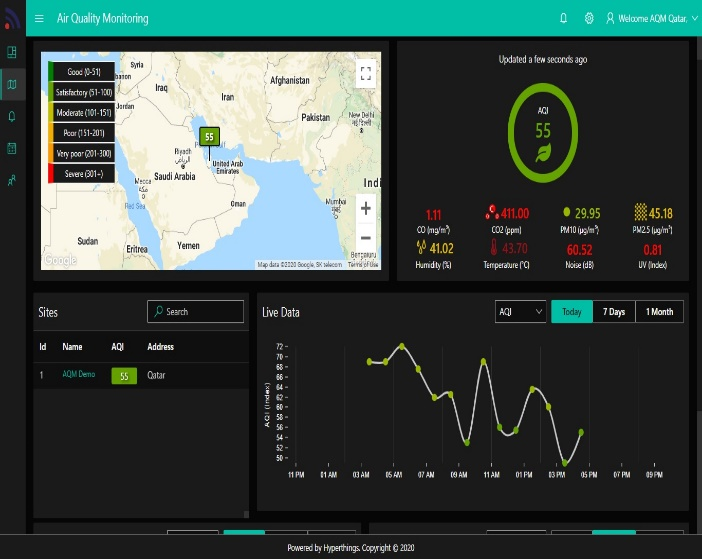 Air Quality Monitoring
Welcome AQM Qatar,
Good (0-51)
Satisfactory (51-100)
Moderate (101-151)
Poor (151-201)
Very poor (201-300)
Severe (301+)
Syria
Iraq
Jordan
Iran
Afghanistan
Pakistan
New Delhi
55
Riyadh
الرياض
United Arab
Emirates
Saudi Arabia
Mecca
مكة
Red Sea
Oman
Mumbai
Sudan
Eritrea
Yemen
Bengaluru
Google
Map data ©2020 Google, SK telecom
Terms of Use
Updated a few seconds ago
AQI
55
1.11
CO (mg/m³)
411.00
CO2 (ppm)
29.95
PM10 (μg/m³)
45.18
PM2.5 (μg/m³)
41.02
Humidity (%)
43.70
Temperature (°C)
60.52
Noise (dB)
0.81
UV (Index)
Sites
Search
Id Name AQI Address
1 AQM Demo 55 Qatar
Live Data
AQI
Today 7 Days 1 Month
AQI (Index)
72
70
68
66
64
62
60
58
56
54
52
50
11 PM 01 AM 03 AM 05 AM 07 AM 09 AM 11 AM 01 PM 03 PM 05 PM 07 PM 09 PM
Powered by Hyperthings. Copyright © 2020